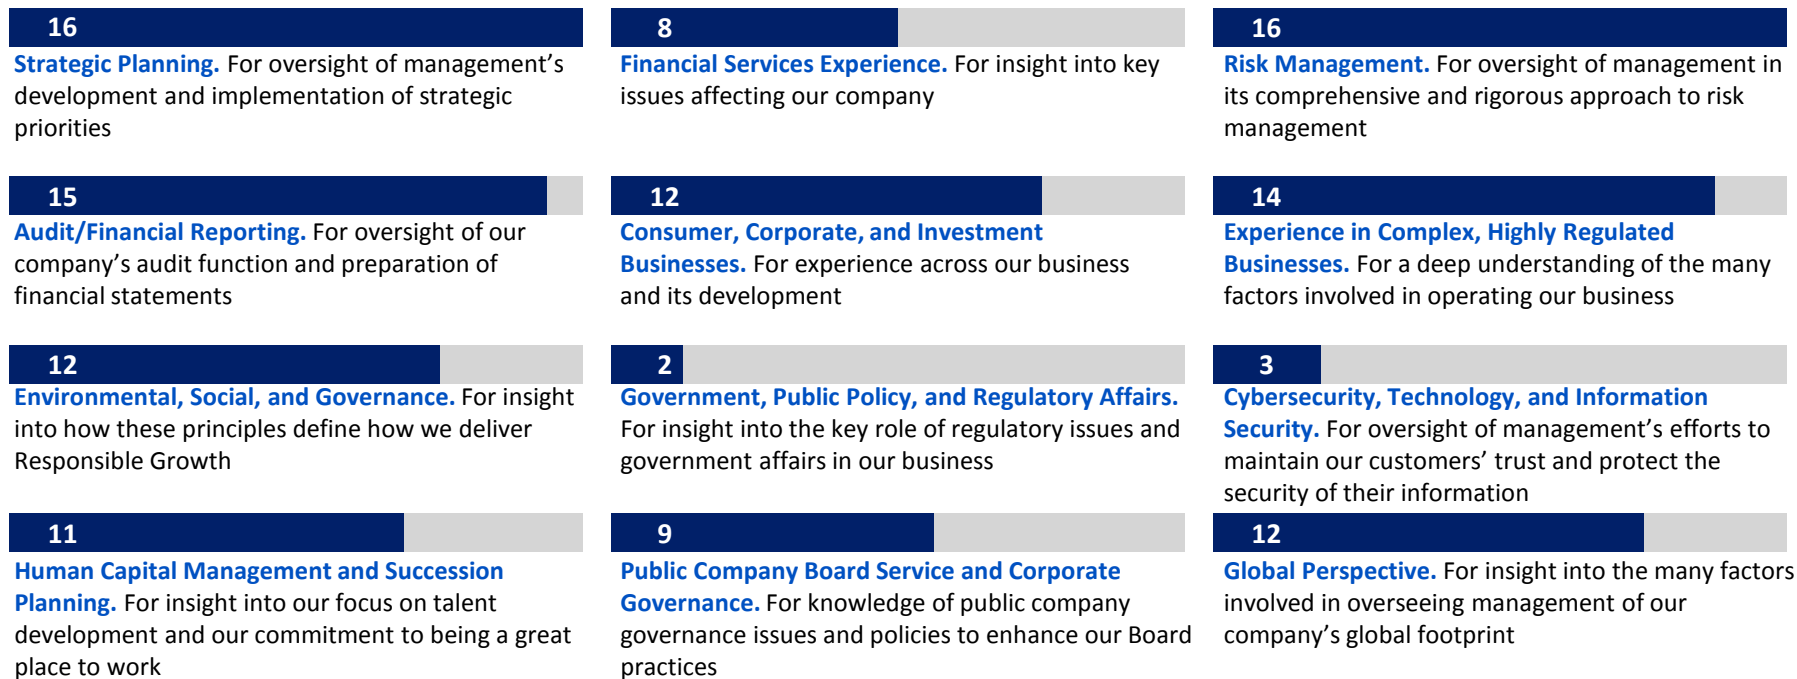 16
Strategic Planning. For oversight of management’s
development and implementation of strategic
priorities
8
Financial Services Experience. For insight into key
issues affecting our company
16
Risk Management. For oversight of management in
its comprehensive and rigorous approach to risk
management
15
Audit/Financial Reporting. For oversight of our
company’s audit function and preparation of
financial statements
12
Consumer, Corporate, and Investment
Businesses. For experience across our business
and its development
14
Experience in Complex, Highly Regulated
Businesses. For a deep understanding of the many
factors involved in operating our business
12
Environmental, Social, and Governance. For insight
into how these principles define how we deliver
Responsible Growth
2
Government, Public Policy, and Regulatory Affairs.
For insight into the key role of regulatory issues and
government affairs in our business
3
Cybersecurity, Technology, and Information
Security. For oversight of management’s efforts to
maintain our customers’ trust and protect the
security of their information
11
Human Capital Management and Succession
Planning. For insight into our focus on talent
development and our commitment to being a great
place to work
9
Public Company Board Service and Corporate
Governance. For knowledge of public company
governance issues and policies to enhance our Board
practices
12
Global Perspective. For insight into the many factors
involved in overseeing management of our
company’s global footprint